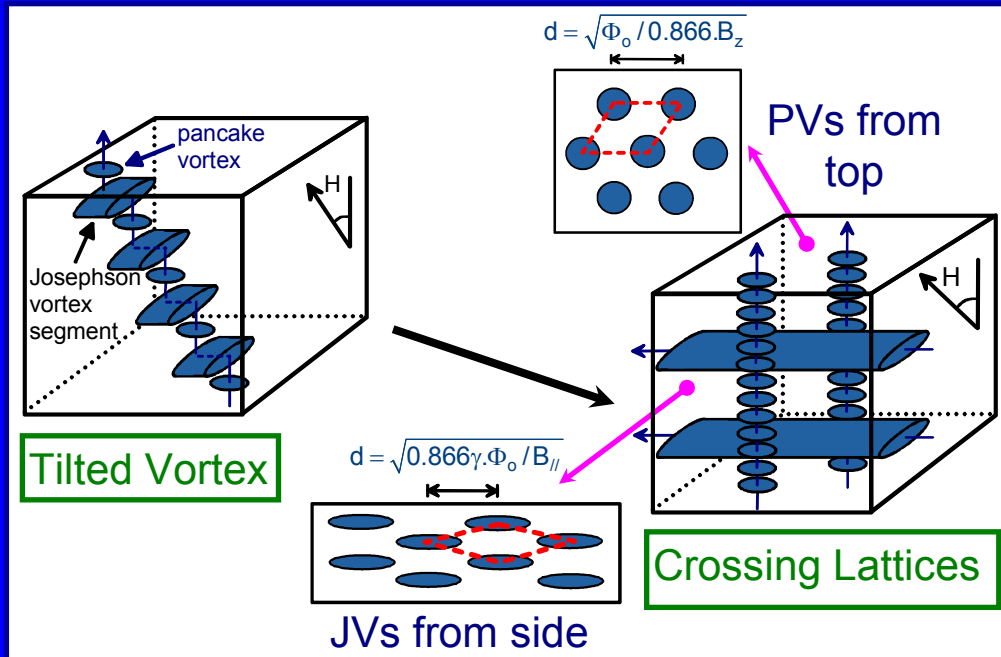 d = √Φo / 0.866.Bz
pancake
vortex
H
Josephson
vortex
segment
Tilted Vortex
PVs from
top
H
d = √0.866γ.Φo / B//
JVs from side
Crossing Lattices